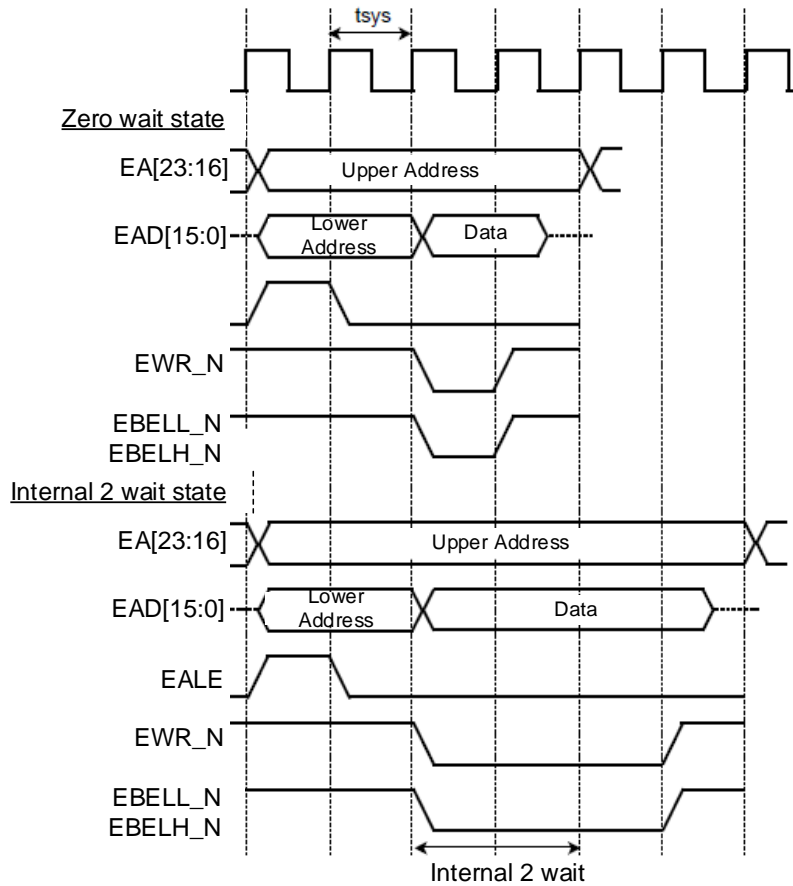 tsys
Zero wait state
EA[23:16]
Upper Address
EAD[15:0]
Lower
Address
Data
EWR_N
EBELL_N
EBELH_N
Internal 2 wait state
EA[23:16]
Upper Address
EAD[15:0]
Lower
Address
Data
EALE
EWR_N
EBELL_N
EBELH_N
Internal 2 wait